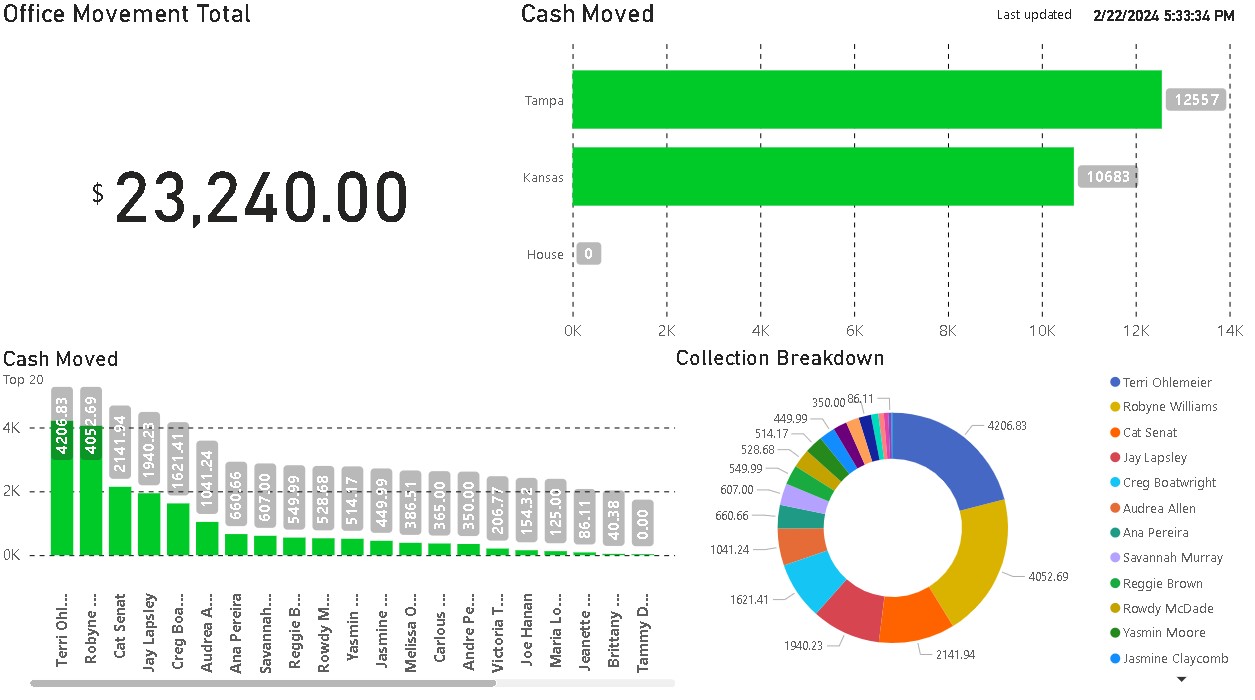 Office Movement Total
$ 23,240.00
Cash Moved
Last updated 2/22/2024 5:33:34 PM
Tampa 12557
Kansas 10683
House 0
0K 2K 4K 6K 8K 10K 12K 14K
Cash Moved
Top 20
4K
2K
0K
4206.83 4052.69 2141.94 1940.23 1621.41 1041.24 660.66 607.00 549.99 528.68 514.17 449.99 386.51 365.00 350.00 206.77 154.32 125.00 86.11 40.38 0.00
Terri Ohl...
Robyne ...
Cat Senat
Jay Lapsley
Creg Boa...
Audrea A...
Ana Pereira
Savannah...
Reggie B...
Rowdy M...
Yasmin ...
Jasmine ...
Melissa O...
Carlous ...
Andre Pe...
Victoria T...
Joe Hanan
Maria Lo...
Jeanette ...
Brittany ...
Tammy D...
Collection Breakdown
4206.83
4052.69
2141.94
1940.23
1621.41
1041.24
660.66
607.00
549.99
528.68
514.17
449.99
350.00
86.11
Terri Ohlemeier
Robyne Williams
Cat Senat
Jay Lapsley
Creg Boatwright
Audrea Allen
Ana Pereira
Savannah Murray
Reggie Brown
Rowdy McDade
Yasmin Moore
Jasmine Claycomb